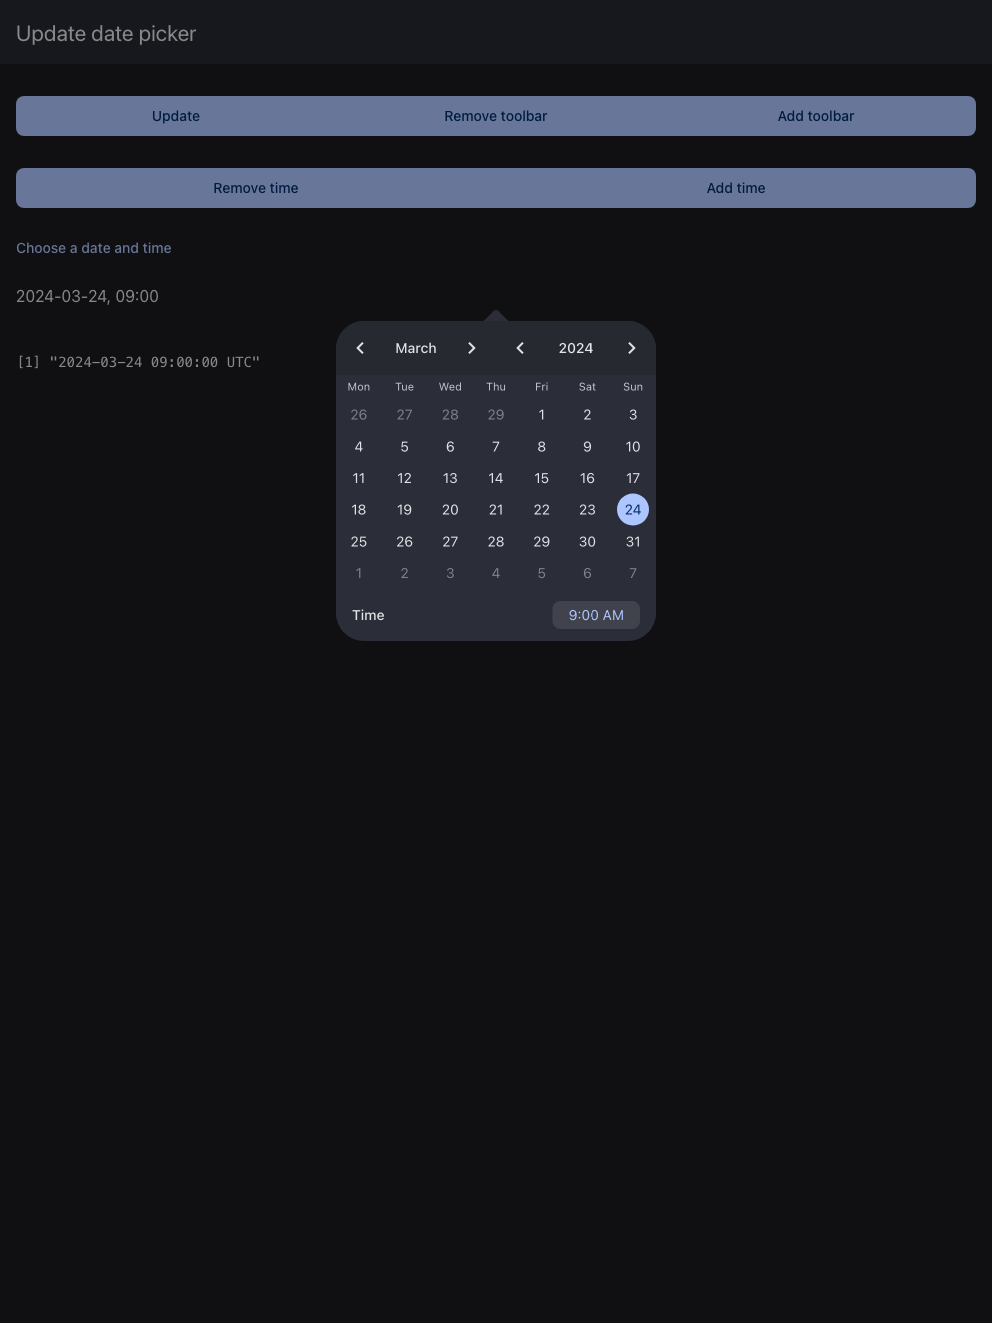 Update date picker
Update Remove toolbar Add toolbar
Remove time Add time
Choose a date and time
2024-03-24, 09:00
[1] "2024-03-24 09:00:00 UTC"
March 2024
Mon Tue Wed Thu Fri Sat Sun
26 27 28 29 1 2 3
4 5 6 7 8 9 10
11 12 13 14 15 16 17
18 19 20 21 22 23 24
25 26 27 28 29 30 31
1 2 3 4 5 6 7
Time 9:00 AM